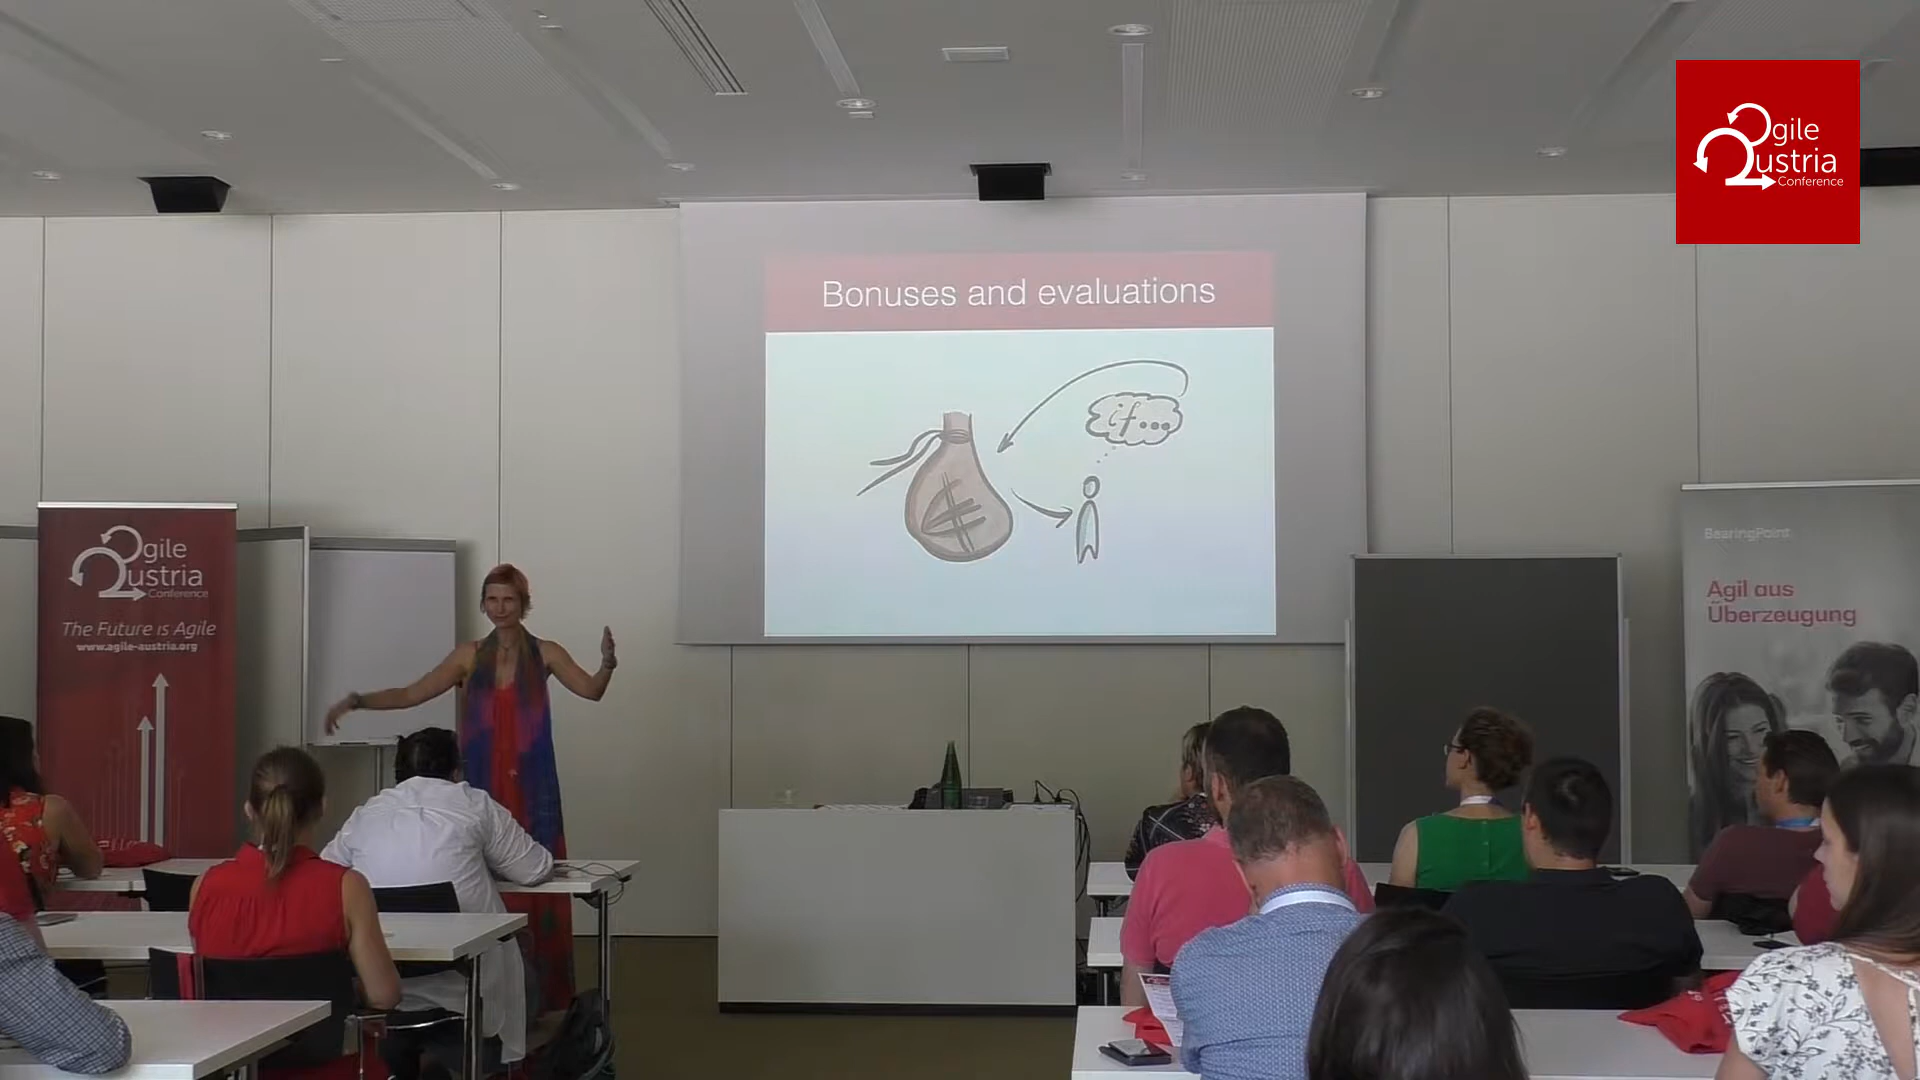 agile
austria
Conference
Bonuses and evaluations
if...
agile
austria
Conference
The Future is Agile
www.agile-austria.org
BearingPoint
Agil aus
Überzeugung